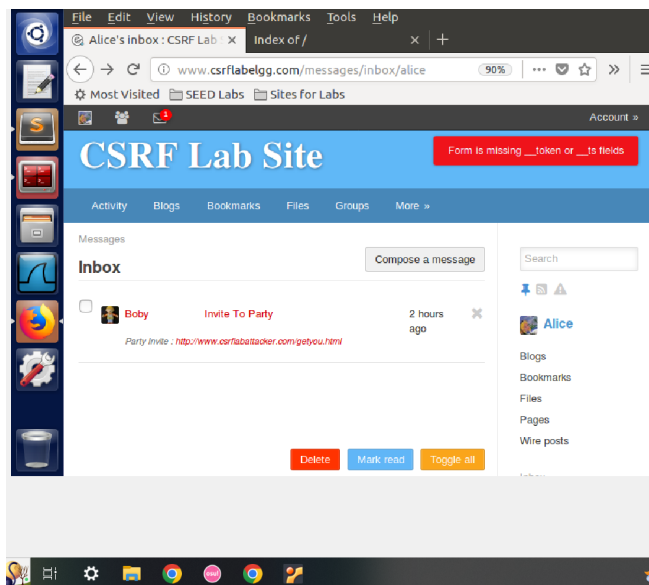 File Edit View History Bookmarks Tools Help
Alice's inbox : CSRF Lab S
Index of /
www.csrflabelgg.com/messages/inbox/alice
90%
Most Visited SEED Labs Sites for Labs
1
Account »
CSRF Lab Site
Form is missing __token or __ts fields
Activity Blogs Bookmarks Files Groups More »
Messages
Inbox
Compose a message
Boby Invite To Party 2 hours
ago
Party Invite : http://www.csrflabattacker.com/getyou.html
Delete Mark read Toggle all
Search
Alice
Blogs
Bookmarks
Files
Pages
Wire posts